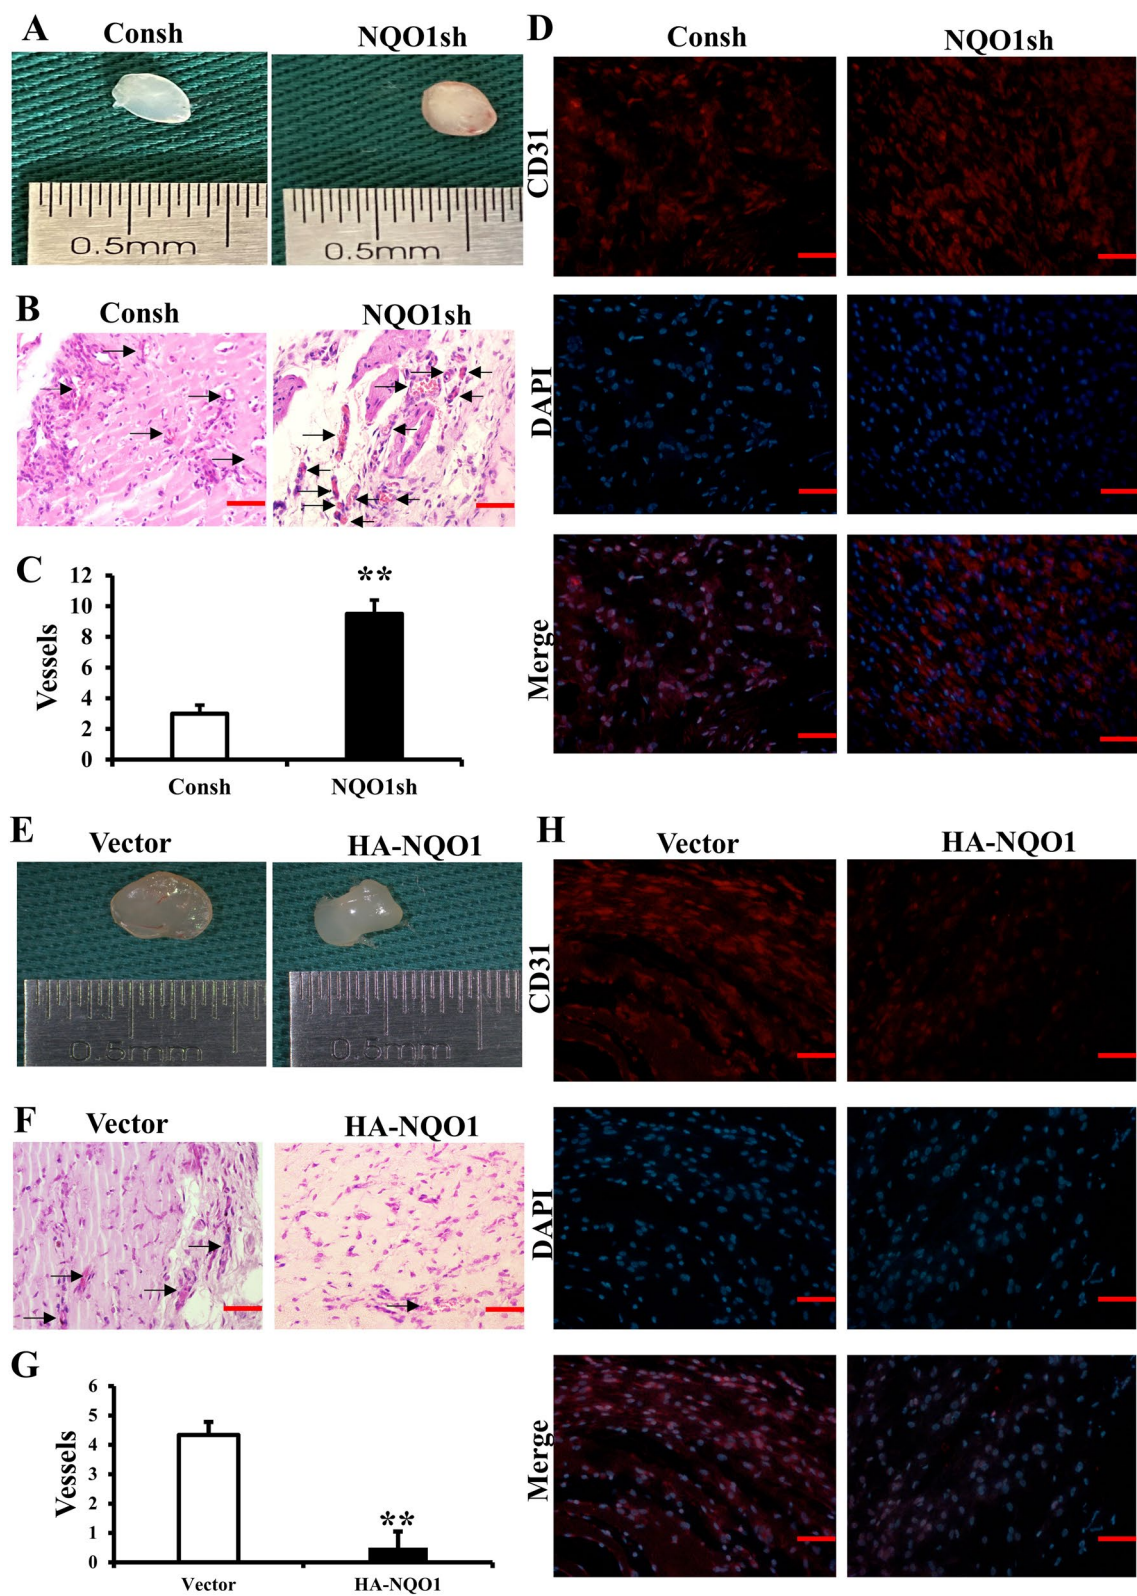 A
Consh
NQO1sh
0.5mm
0.5mm
B
Consh
NQO1sh
C
**
12
10
8
6
4
2
0
Vessels
Consh
NQO1sh
D
Consh
NQO1sh
CD31
DAPI
Merge
E
Vector
HA-NQO1
0.5mm
0.5mm
F
Vector
HA-NQO1
G
6
5
4
3
2
1
0
Vessels
**
Vector
HA-NQO1
H
Vector
HA-NQO1
CD31
DAPI
Merge